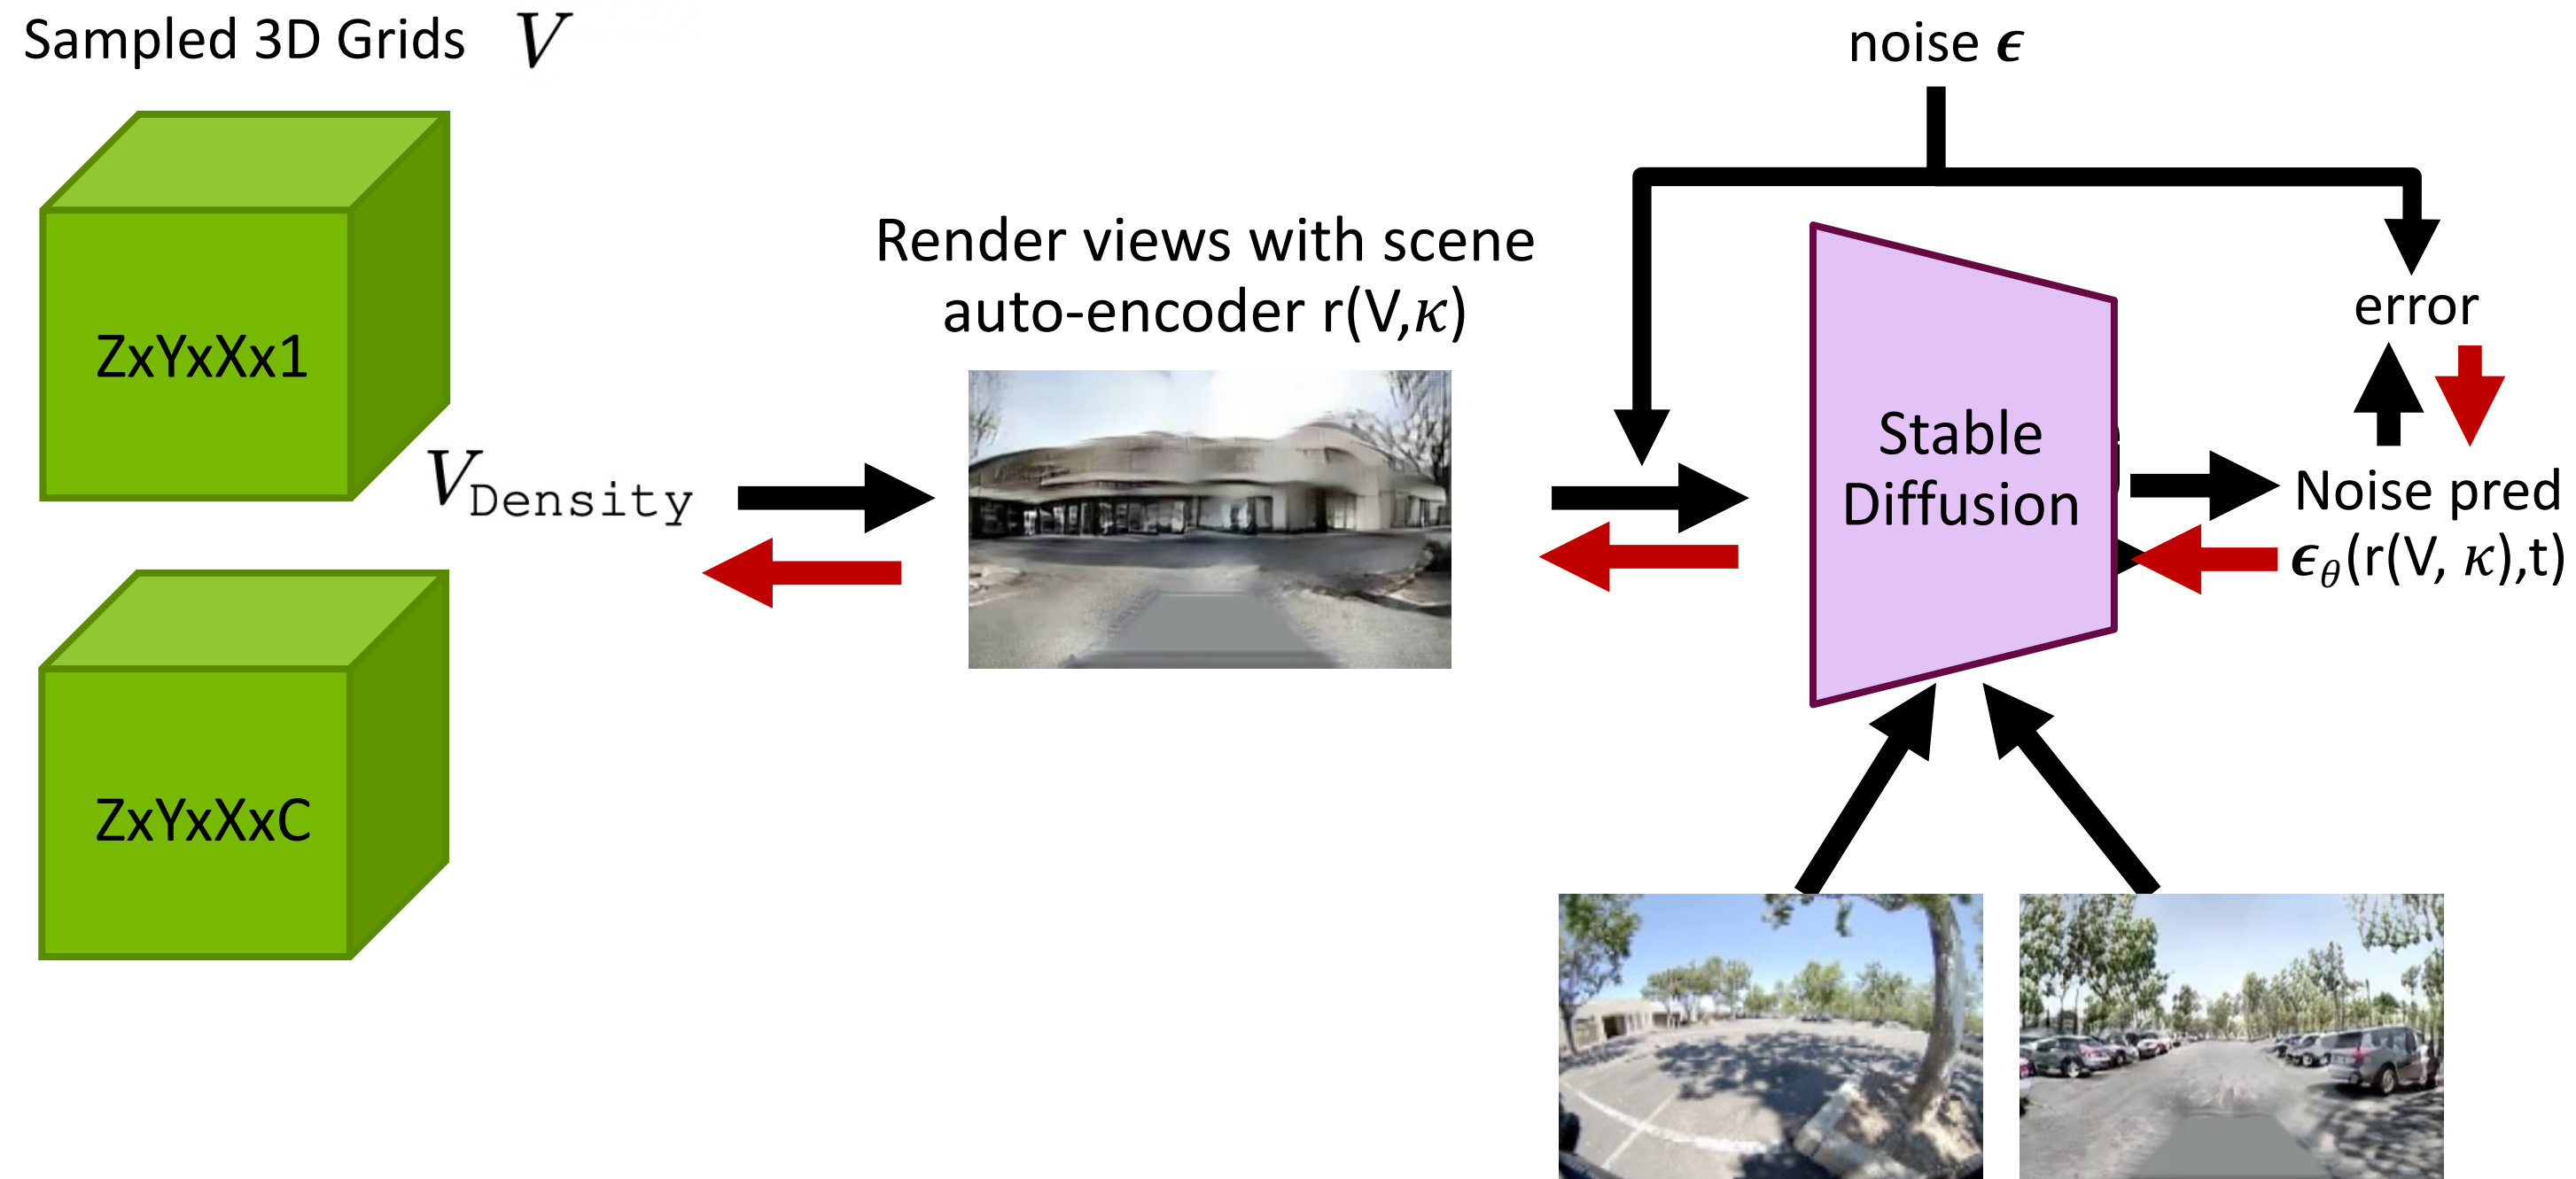 Sampled 3D Grids V
ZxYxXx1
V_Density
ZxYxXxC
Render views with scene
auto-encoder r(V,κ)
noise ϵ
Stable
Diffusion
error
Noise pred
ϵ_θ(r(V, κ),t)